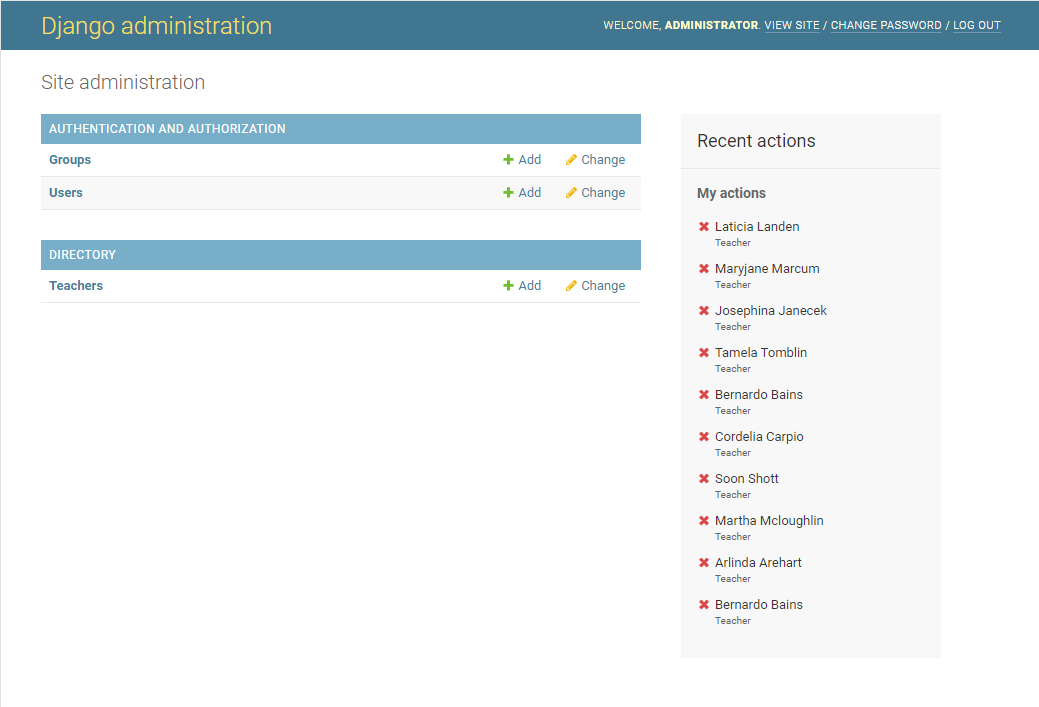 Django administration
WELCOME, ADMINISTRATOR. VIEW SITE / CHANGE PASSWORD / LOG OUT
Site administration
AUTHENTICATION AND AUTHORIZATION
Groups Add Change
Users Add Change
DIRECTORY
Teachers Add Change
Recent actions
My actions
Laticia Landen
Teacher
Maryjane Marcum
Teacher
Josephina Janecek
Teacher
Tamela Tomblin
Teacher
Bernardo Bains
Teacher
Cordelia Carpio
Teacher
Soon Shott
Teacher
Martha Mcloughlin
Teacher
Arlinda Arehart
Teacher
Bernardo Bains
Teacher